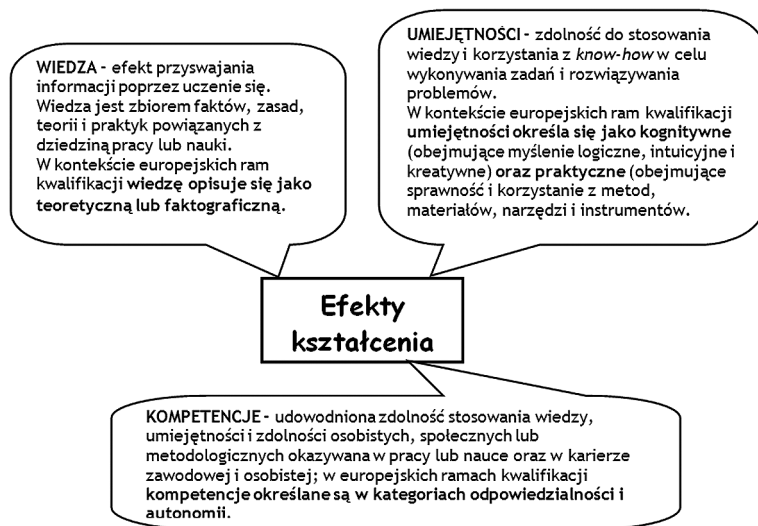 WIEDZA - efekt przyswajania
informacji poprzez uczenie się.
Wiedza jest zbiorem faktów, zasad,
teorii i praktyk powiązanych z
dziedziną pracy lub nauki.
W kontekście europejskich ram
kwalifikacji wiedzę opisuje się jako
teoretyczną lub faktograficzną.
UMIEJĘTNOŚCI - zdolność do stosowania
wiedzy i korzystania z know-how w celu
wykonywania zadań i rozwiązywania
problemów.
W kontekście europejskich ram kwalifikacji
umiejętności określa się jako kognitywne
(obejmujące myślenie logiczne, intuicyjne i
kreatywne) oraz praktyczne (obejmujące
sprawność i korzystanie z metod,
materiałów, narzędzi i instrumentów.
Efekty
kształcenia
KOMPETENCJE - udowodniona zdolność stosowania wiedzy,
umiejętności i zdolności osobistych, społecznych lub
metodologicznych okazywana w pracy lub nauce oraz w karierze
zawodowej i osobistej; w europejskich ramach kwalifikacji
kompetencje określane są w kategoriach odpowiedzialności i
autonomii.